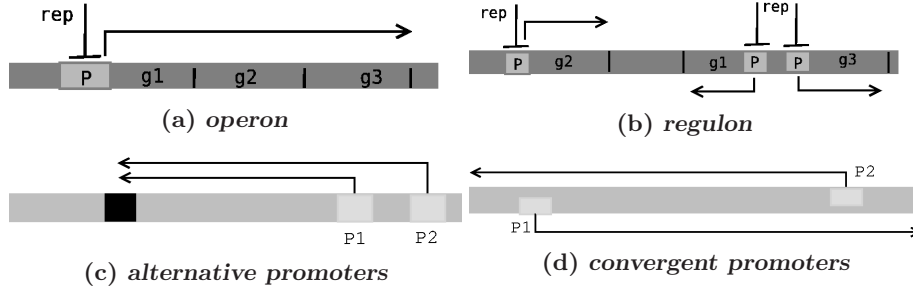 rep
P g1 g2 g3
(a) operon
rep rep
P g2 g1 P P g3
(b) regulon
P1 P2
(c) alternative promoters
P2
P1
(d) convergent promoters